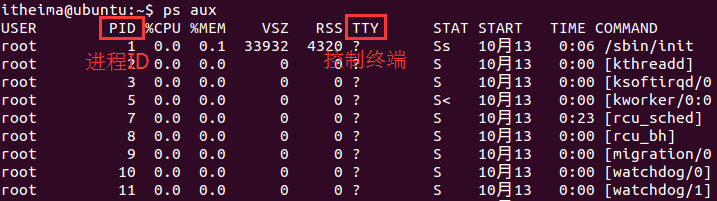 itheima@ubuntu:~$ ps aux
USER PID %CPU %MEM VSZ RSS TTY STAT START TIME COMMAND
root 1 0.0 0.1 33932 4320 ? Ss 10月13 0:06 /sbin/init
进程ID 控制终端
root 2 0.0 0.0 0 0 ? S 10月13 0:00 [kthreadd]
root 3 0.0 0.0 0 0 ? S 10月13 0:00 [ksoftirqd/0
root 5 0.0 0.0 0 0 ? S< 10月13 0:00 [kworker/0:0
root 7 0.0 0.0 0 0 ? S 10月13 0:23 [rcu_sched]
root 8 0.0 0.0 0 0 ? S 10月13 0:00 [rcu_bh]
root 9 0.0 0.0 0 0 ? S 10月13 0:00 [migration/0
root 10 0.0 0.0 0 0 ? S 10月13 0:00 [watchdog/0]
root 11 0.0 0.0 0 0 ? S 10月13 0:00 [watchdog/1]